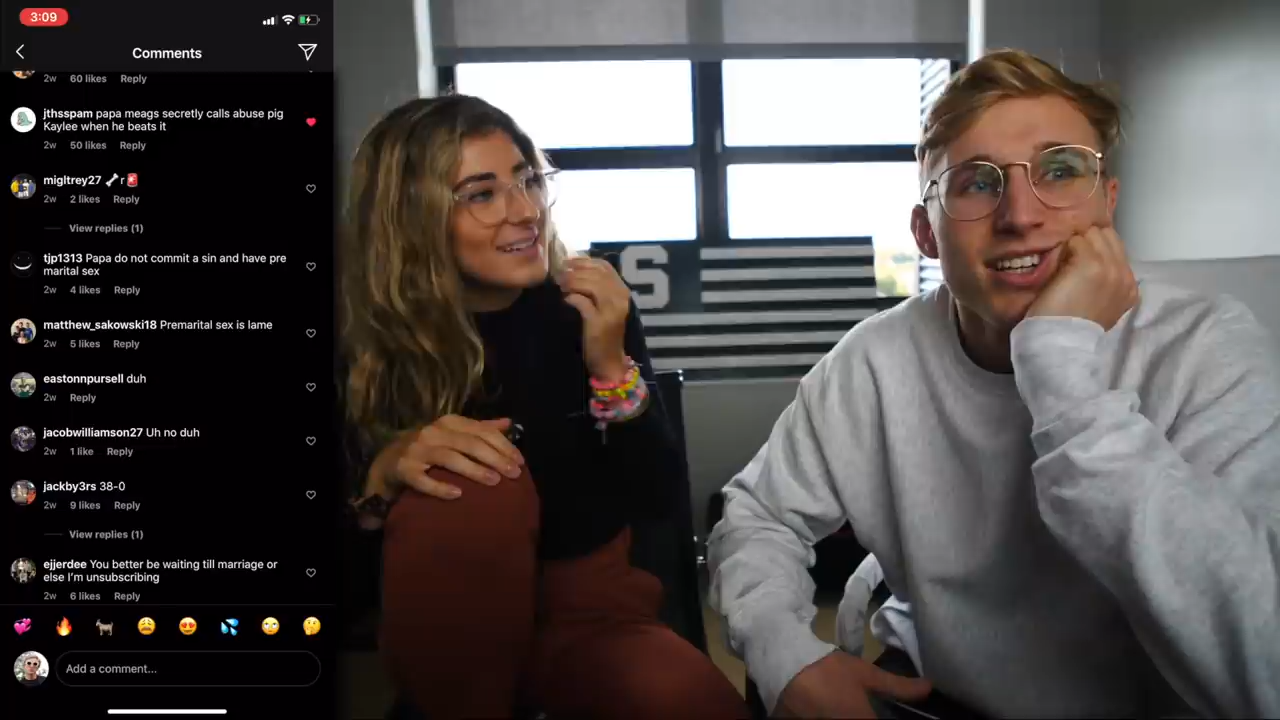 3:09
Comments
2w 60 likes Reply
jthsspam papa meags secretly calls abuse pig
Kaylee when he beats it
2w 50 likes Reply
migltrey27 🦴r🚨
2w 2 likes Reply
View replies (1)
tjp1313 Papa do not commit a sin and have pre
marital sex
2w 4 likes Reply
matthew_sakowski18 Premarital sex is lame
2w 5 likes Reply
eastonnpursell duh
2w Reply
jacobwilliamson27 Uh no duh
2w 1 like Reply
jackby3rs 38-0
2w 9 likes Reply
View replies (1)
ejjerdee You better be waiting till marriage or
else I'm unsubscribing
2w 6 likes Reply
Add a comment...
S